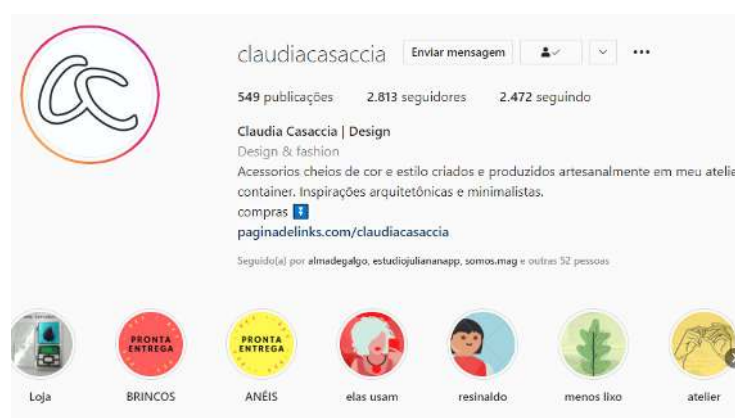 claudiacasaccia Enviar mensagem
549 publicações 2.813 seguidores 2.472 seguindo
Claudia Casaccia | Design
Design & fashion
Acessorios cheios de cor e estilo criados e produzidos artesanalmente em meu atelie
container. Inspirações arquitetônicas e minimalistas.
compras
paginadelinks.com/claudiacasaccia
Seguido(a) por almadegalgo, estudiojuliananapp, somos.mag e outras 52 pessoas
PRONTA
ENTREGA
PRONTA
ENTREGA
Loja BRINCOS ANÉIS elas usam resinaldo menos lixo atelier